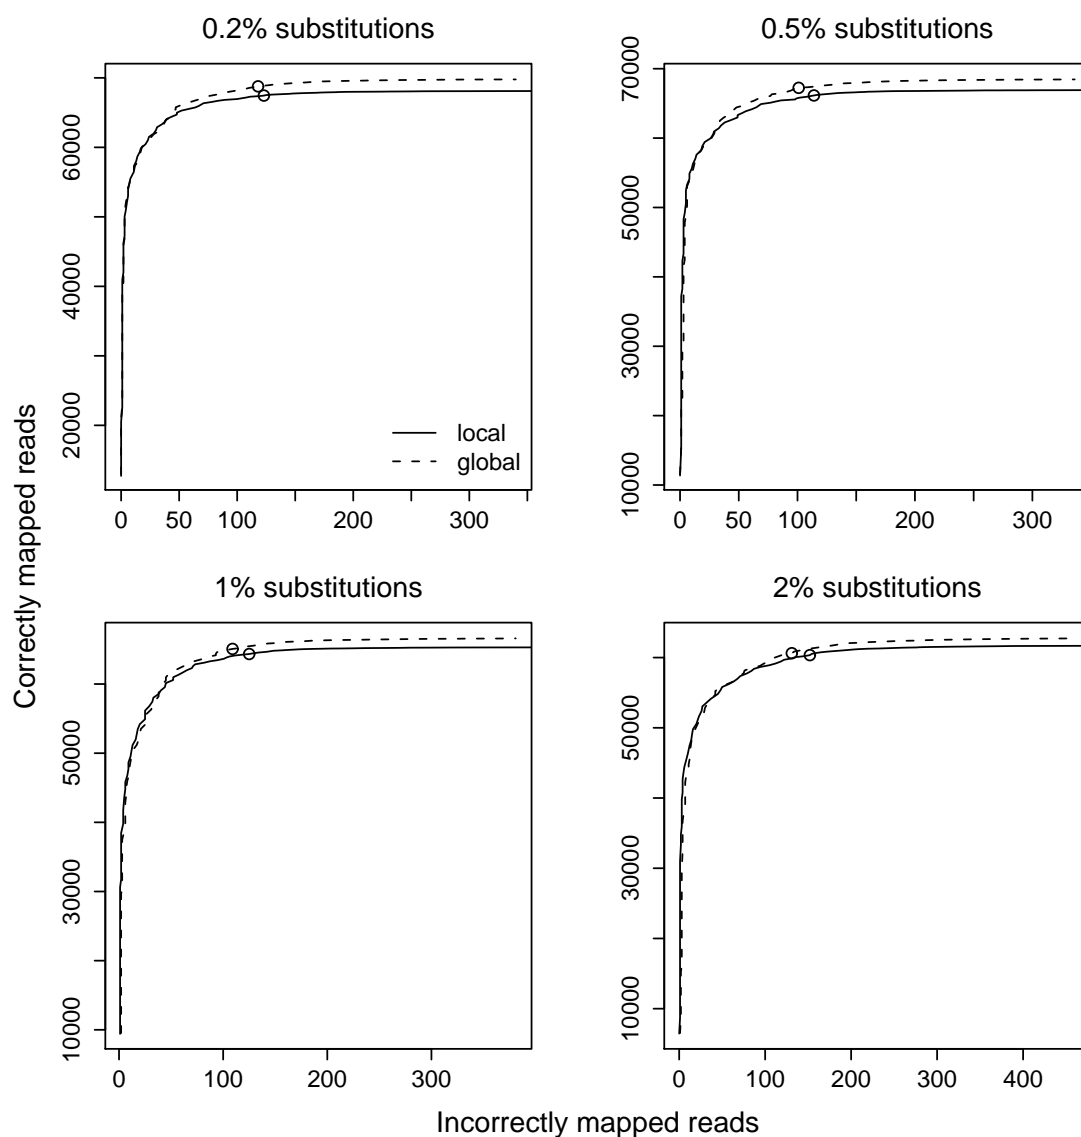 0.2% substitutions
0.5% substitutions
60000
40000
20000
local
global
0 50 100 200 300
70000
50000
30000
10000
0 50 100 200 300
Correctly mapped reads
1% substitutions
2% substitutions
50000
30000
10000
0 100 200 300
50000
30000
10000
0 100 200 300 400
Incorrectly mapped reads